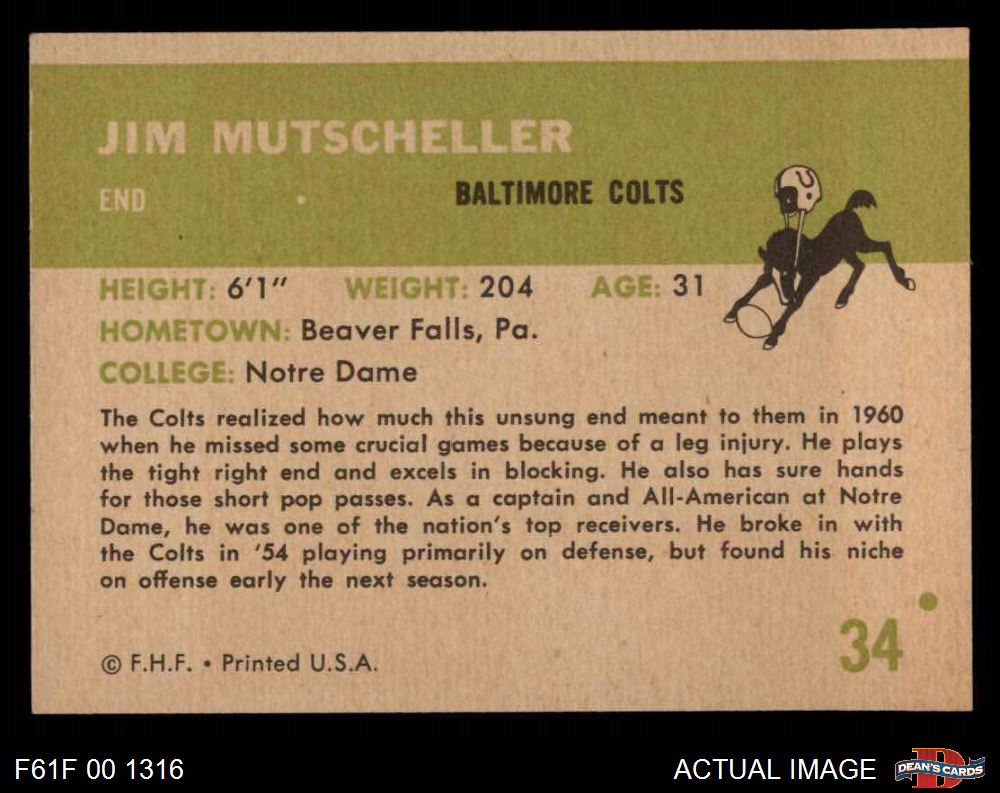 JIM MUTSCHELLER
END • BALTIMORE COLTS
HEIGHT: 6'1" WEIGHT: 204 AGE: 31
HOMETOWN: Beaver Falls, Pa.
COLLEGE: Notre Dame
The Colts realized how much this unsung end meant to them in 1960
when he missed some crucial games because of a leg injury. He plays
the tight right end and excels in blocking. He also has sure hands
for those short pop passes. As a captain and All-American at Notre
Dame, he was one of the nation's top receivers. He broke in with
the Colts in '54 playing primarily on defense, but found his niche
on offense early the next season.
34
© F.H.F. • Printed U.S.A.
F61F 00 1316
ACTUAL IMAGE
DEAN'S CARDS